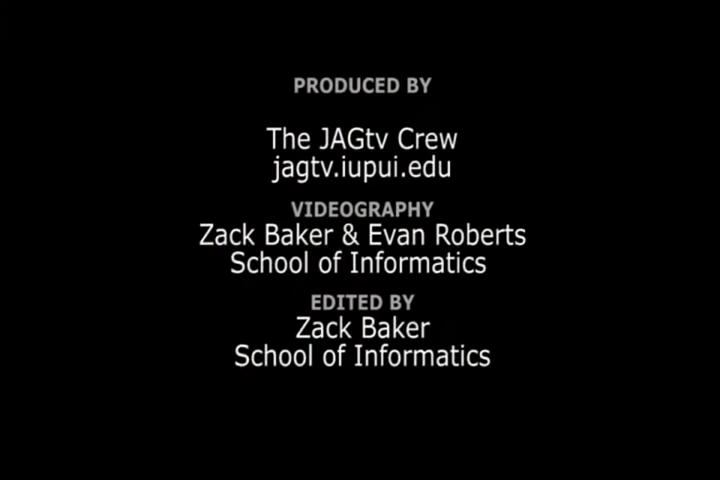 PRODUCED BY
The JAGtv Crew
jagtv.iupui.edu
VIDEOGRAPHY
Zack Baker & Evan Roberts
School of Informatics
EDITED BY
Zack Baker
School of Informatics